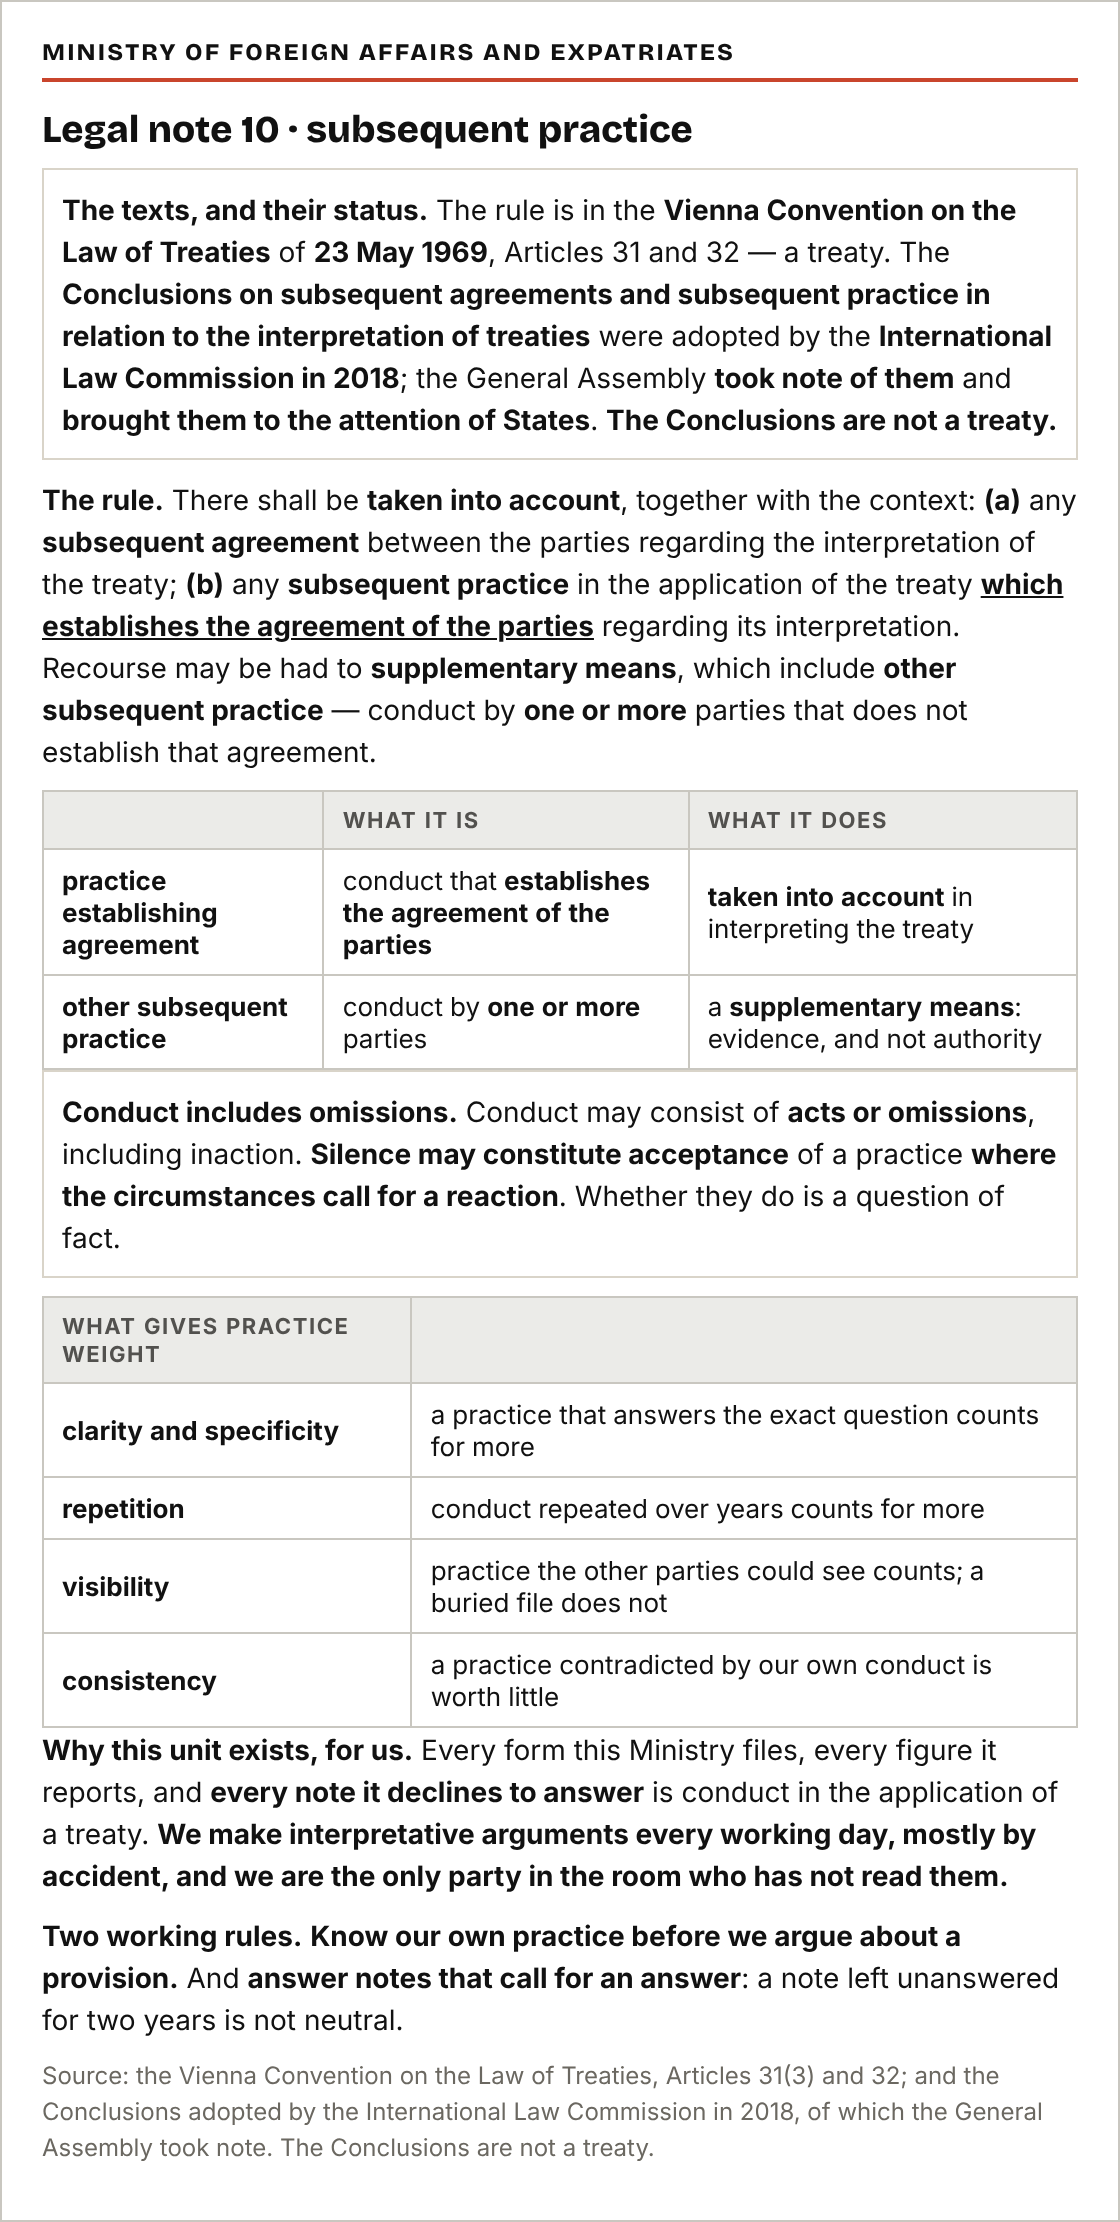 MINISTRY OF FOREIGN AFFAIRS AND EXPATRIATES
Legal note 10 · subsequent practice
The texts, and their status. The rule is in the Vienna Convention on the
Law of Treaties of 23 May 1969, Articles 31 and 32 — a treaty. The
Conclusions on subsequent agreements and subsequent practice in
relation to the interpretation of treaties were adopted by the International
Law Commission in 2018; the General Assembly took note of them and
brought them to the attention of States. The Conclusions are not a treaty.
The rule. There shall be taken into account, together with the context: (a) any
subsequent agreement between the parties regarding the interpretation of
the treaty; (b) any subsequent practice in the application of the treaty which
establishes the agreement of the parties regarding its interpretation.
Recourse may be had to supplementary means, which include other
subsequent practice — conduct by one or more parties that does not
establish that agreement.
WHAT IT IS
WHAT IT DOES
practice
establishing
agreement
conduct that establishes
the agreement of the
parties
taken into account in
interpreting the treaty
other subsequent
practice
conduct by one or more
parties
a supplementary means:
evidence, and not authority
Conduct includes omissions. Conduct may consist of acts or omissions,
including inaction. Silence may constitute acceptance of a practice where
the circumstances call for a reaction. Whether they do is a question of
fact.
WHAT GIVES PRACTICE
WEIGHT
clarity and specificity
a practice that answers the exact question counts
for more
repetition
conduct repeated over years counts for more
visibility
practice the other parties could see counts; a
buried file does not
consistency
a practice contradicted by our own conduct is
worth little
Why this unit exists, for us. Every form this Ministry files, every figure it
reports, and every note it declines to answer is conduct in the application of
a treaty. We make interpretative arguments every working day, mostly by
accident, and we are the only party in the room who has not read them.
Two working rules. Know our own practice before we argue about a
provision. And answer notes that call for an answer: a note left unanswered
for two years is not neutral.
Source: the Vienna Convention on the Law of Treaties, Articles 31(3) and 32; and the
Conclusions adopted by the International Law Commission in 2018, of which the General
Assembly took note. The Conclusions are not a treaty.